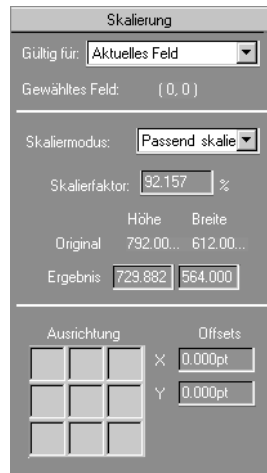 Skalierung
Gültig für: Aktuelles Feld
Gewähltes Feld: (0, 0)
Skaliermodus: Passend skalie
Skalierfaktor: 92.157 %
Höhe Breite
Original 792.00... 612.00...
Ergebnis 729.882 564.000
Ausrichtung Offsets
X 0.000pt
Y 0.000pt